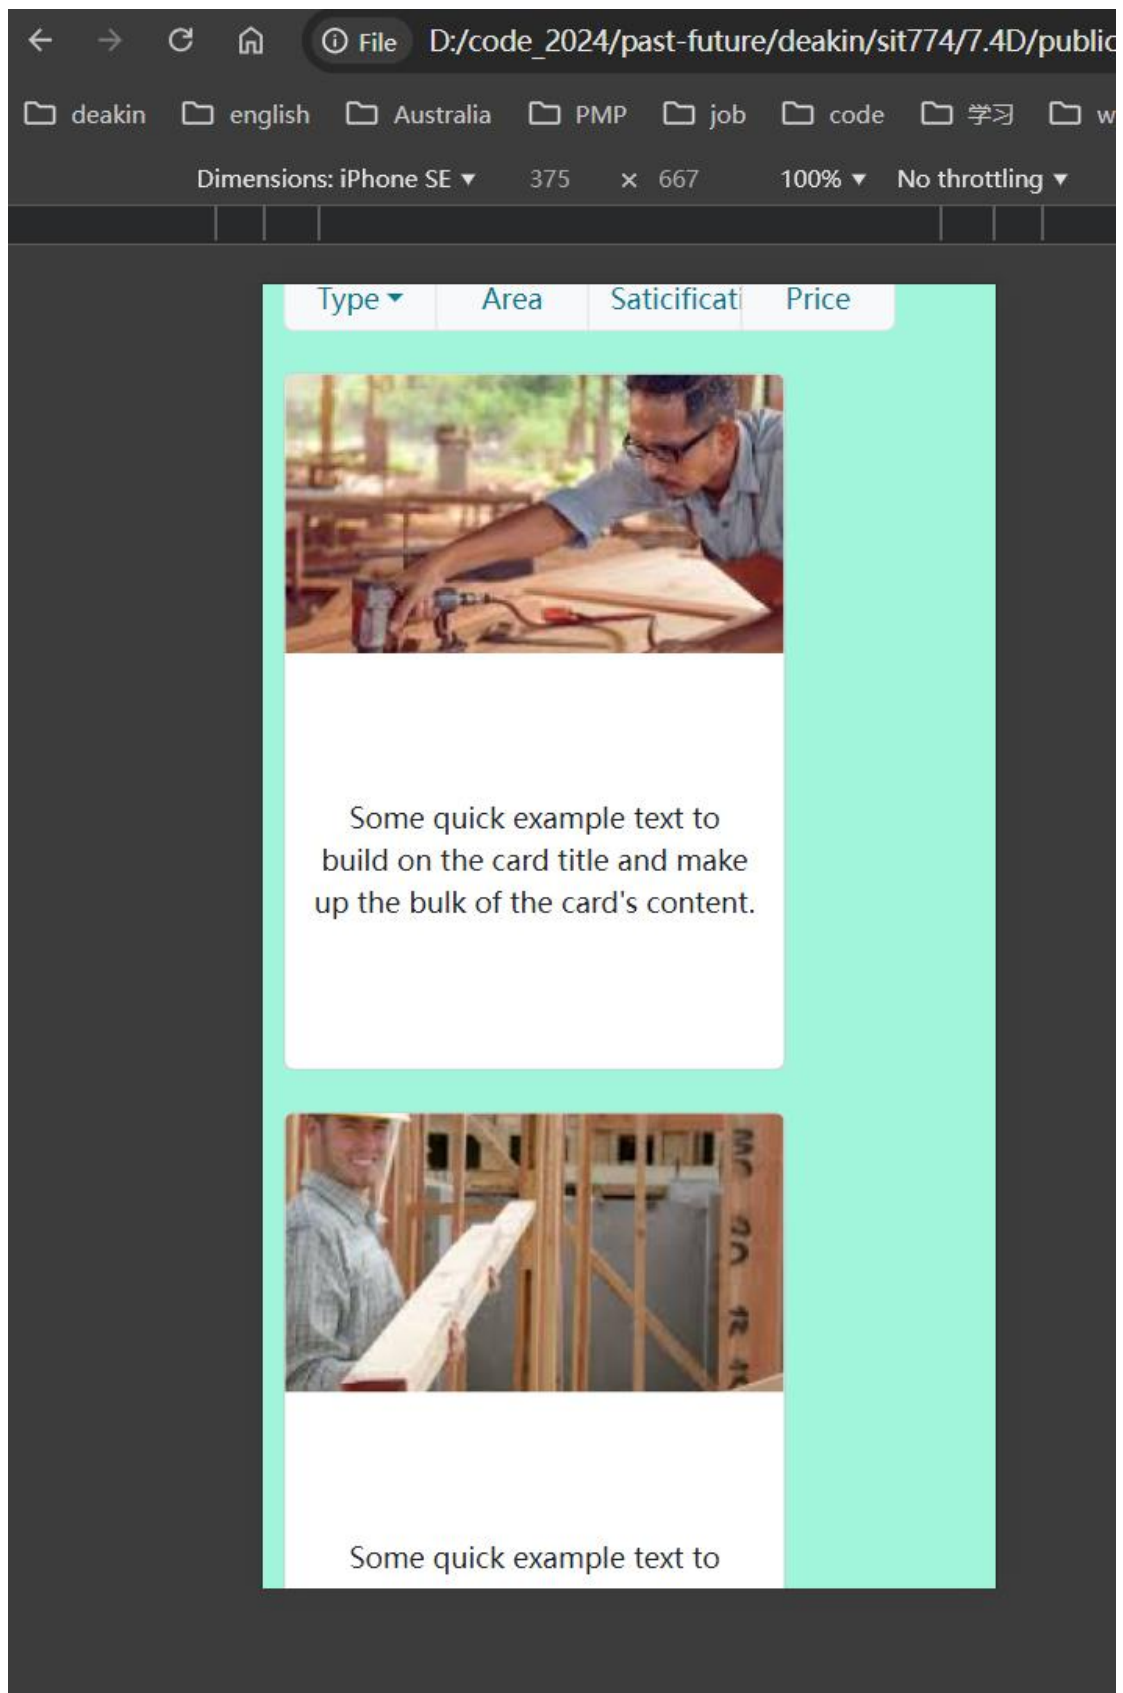 File D:/code_2024/past-future/deakin/sit774/7.4D/public
deakin english Australia PMP job code 学习 w
Dimensions: iPhone SE ▼ 375 × 667 100% ▼ No throttling ▼
Type Area Saticificati Price
Some quick example text to
build on the card title and make
up the bulk of the card's content.
Some quick example text to